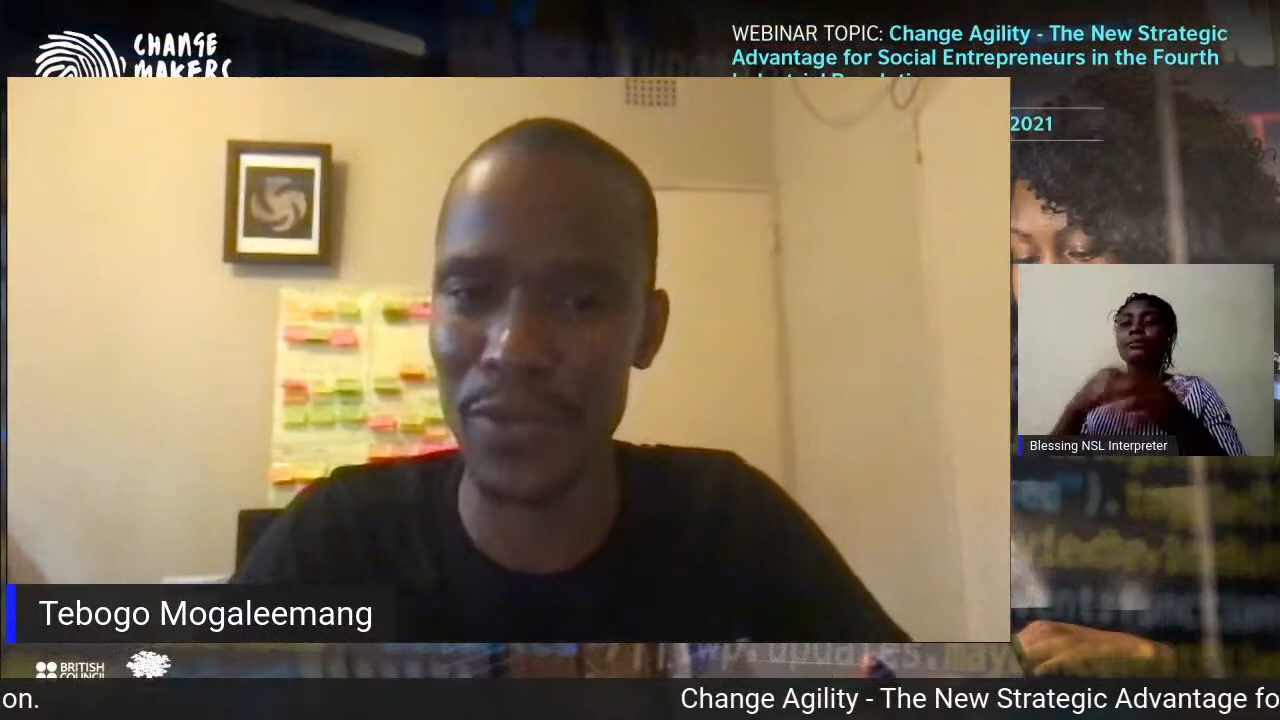 CHANGE
MAKERS
WEBINAR TOPIC: Change Agility - The New Strategic
Advantage for Social Entrepreneurs in the Fourth
2021
Blessing NSL Interpreter
Tebogo Mogaleemang
BRITISH
COUNCIL
on.
Change Agility - The New Strategic Advantage fo